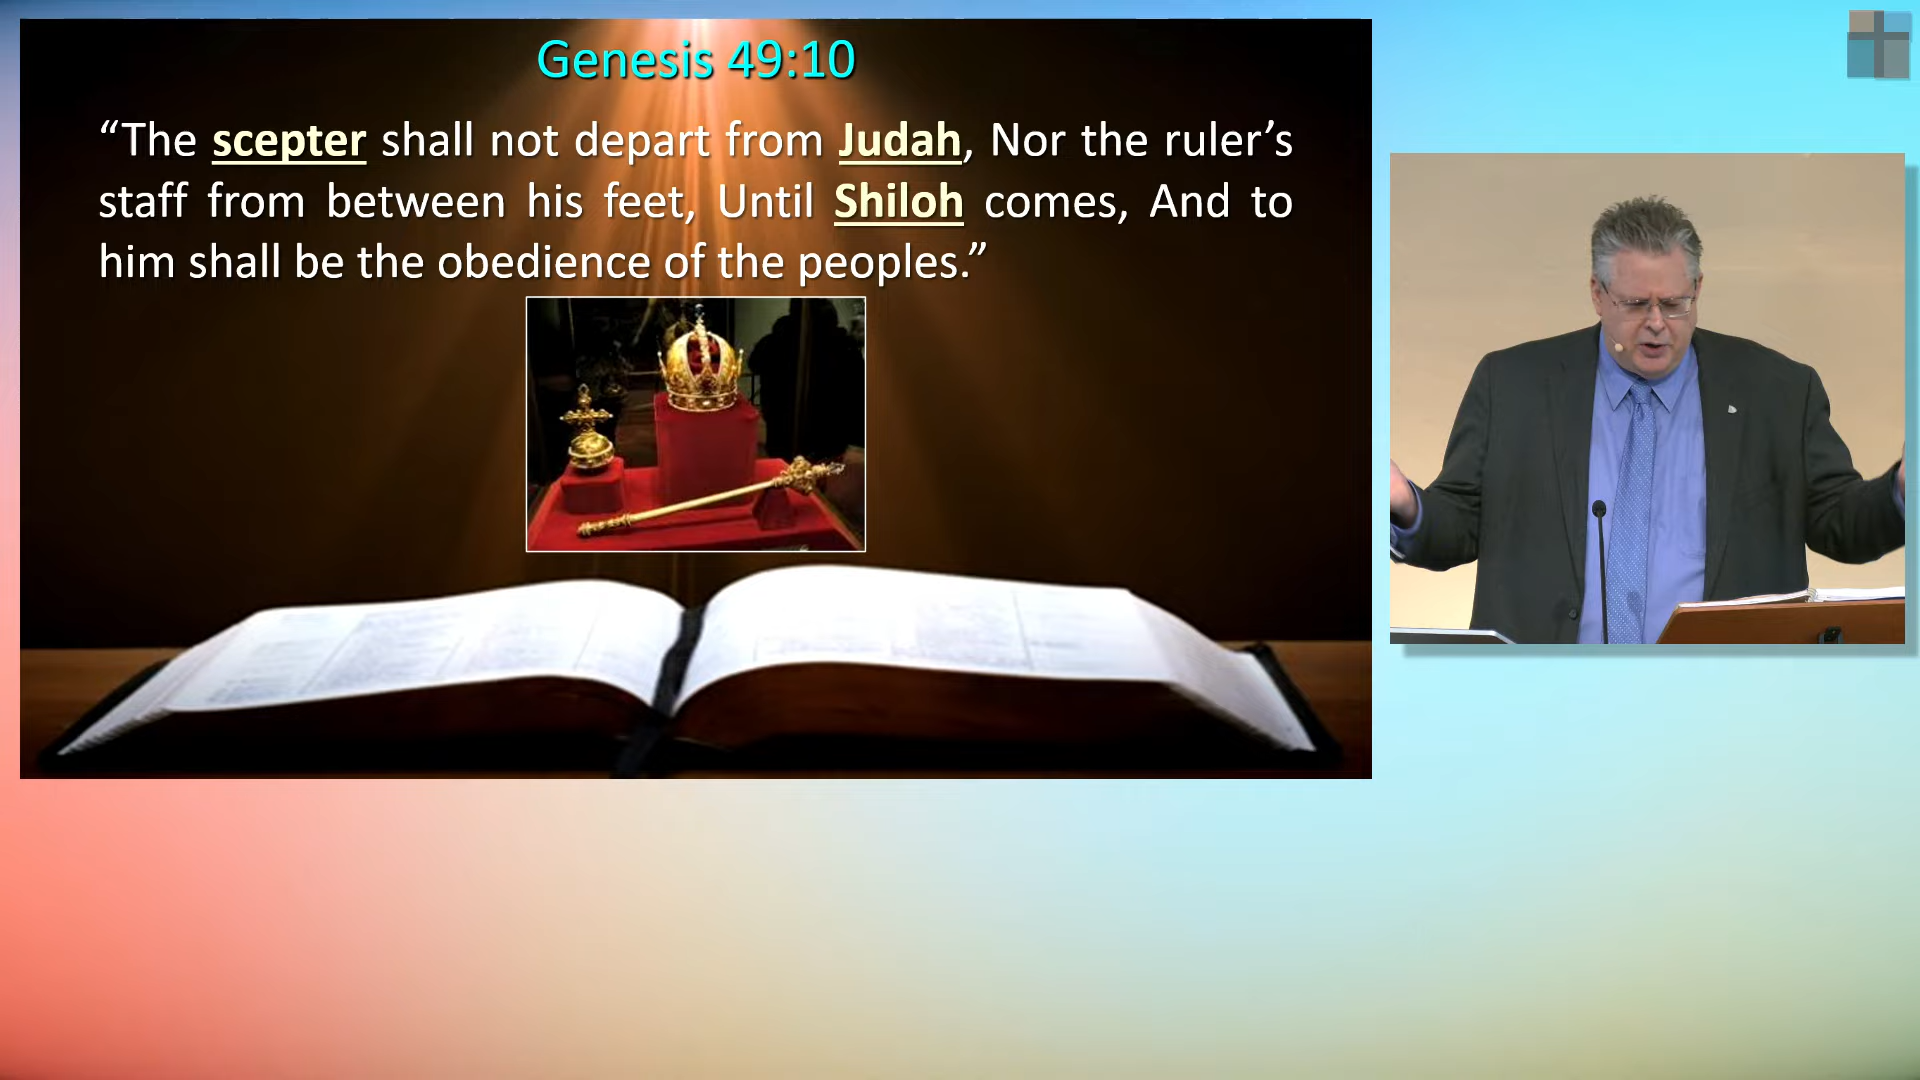 Genesis 49:10
“The scepter shall not depart from Judah, Nor the ruler’s
staff from between his feet, Until Shiloh comes, And to
him shall be the obedience of the peoples.”